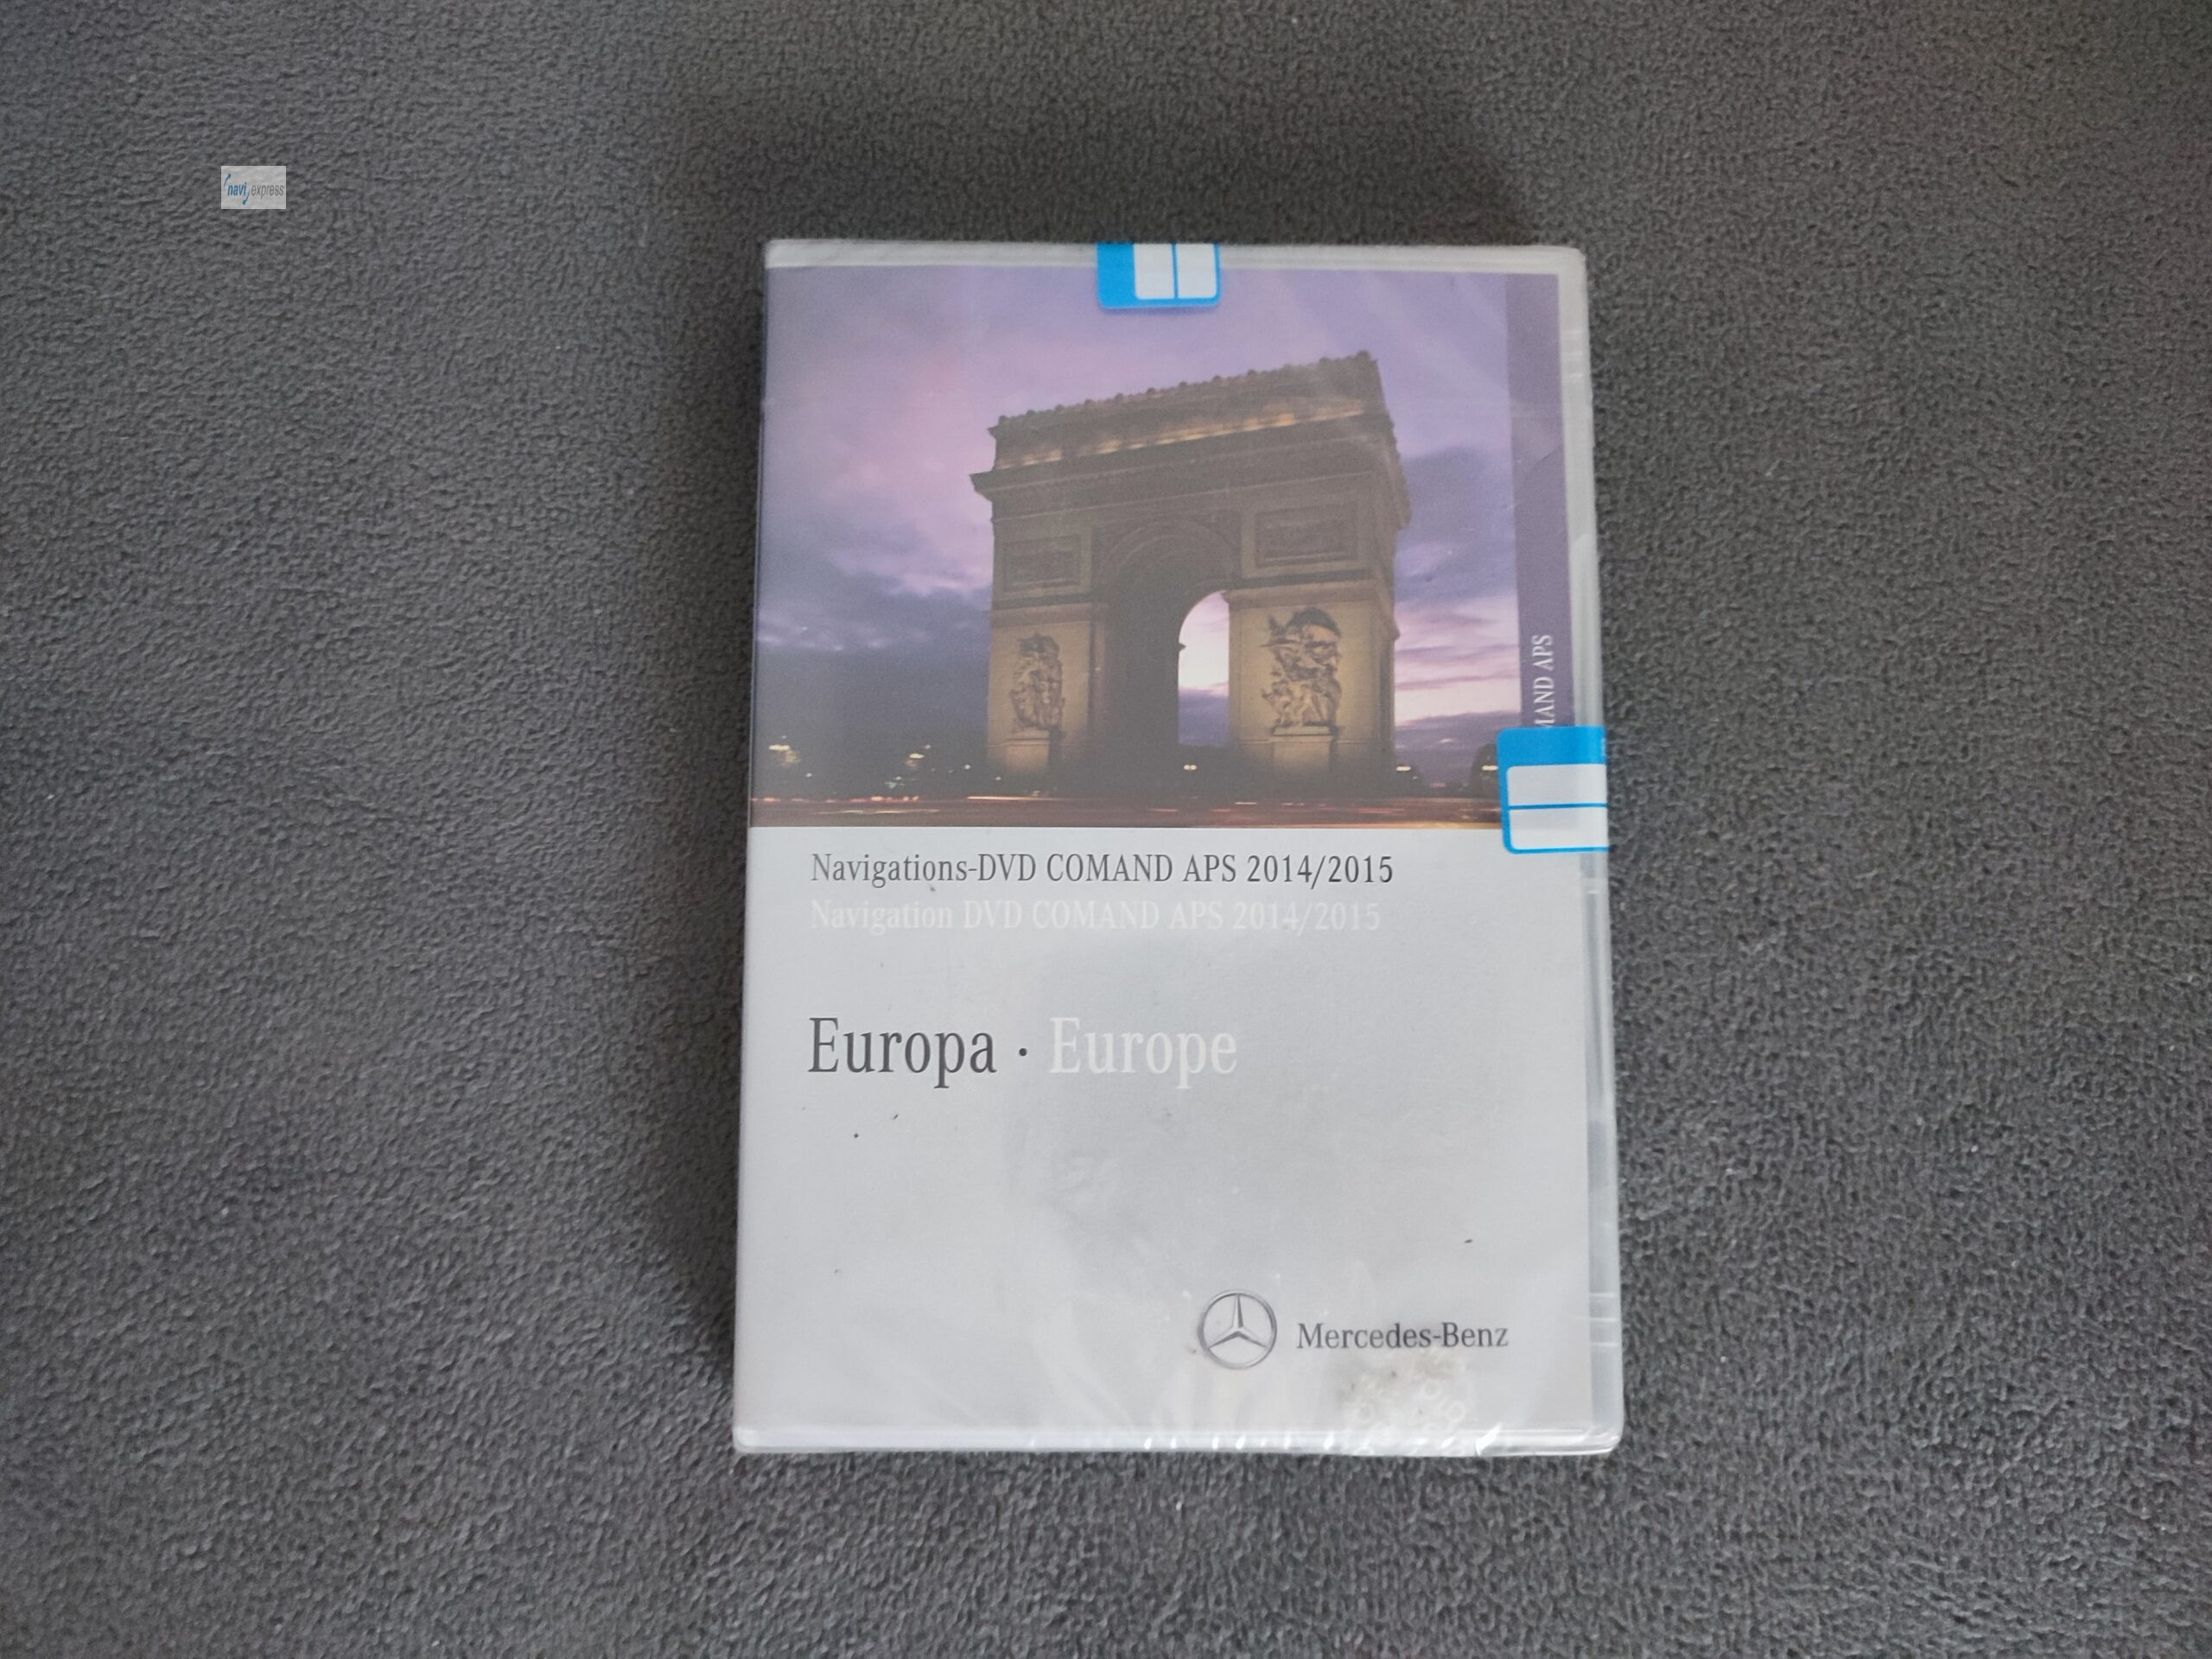 navi express
MAND APS
Navigations-DVD COMAND APS 2014/2015
Navigation DVD COMAND APS 2014/2015
Europa · Europe
Mercedes-Benz